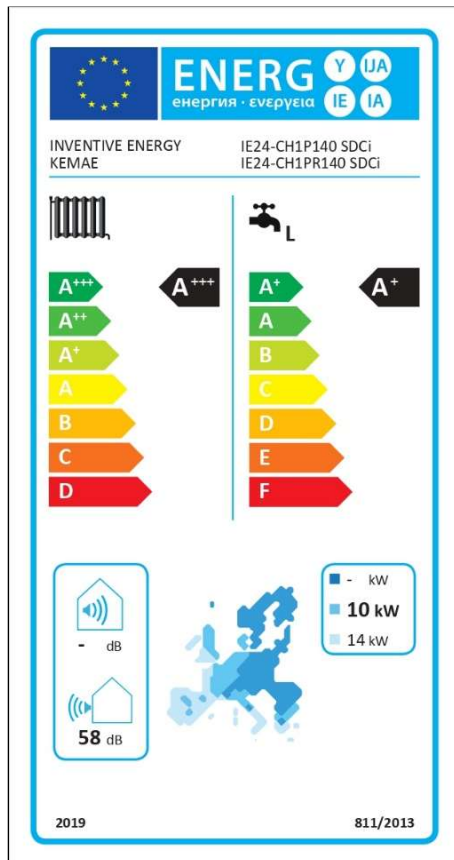 ENERG Y IJA
енергия · ενεργεια IE IA
INVENTIVE ENERGY IE24-CH1P140 SDCi
KEMAE IE24-CH1PR140 SDCi
L
A+++ A+++ A+ A+
A++ A
A+ B
A C
B D
C E
D F
- kW
- dB 10 kW
14 kW
58 dB
2019 811/2013